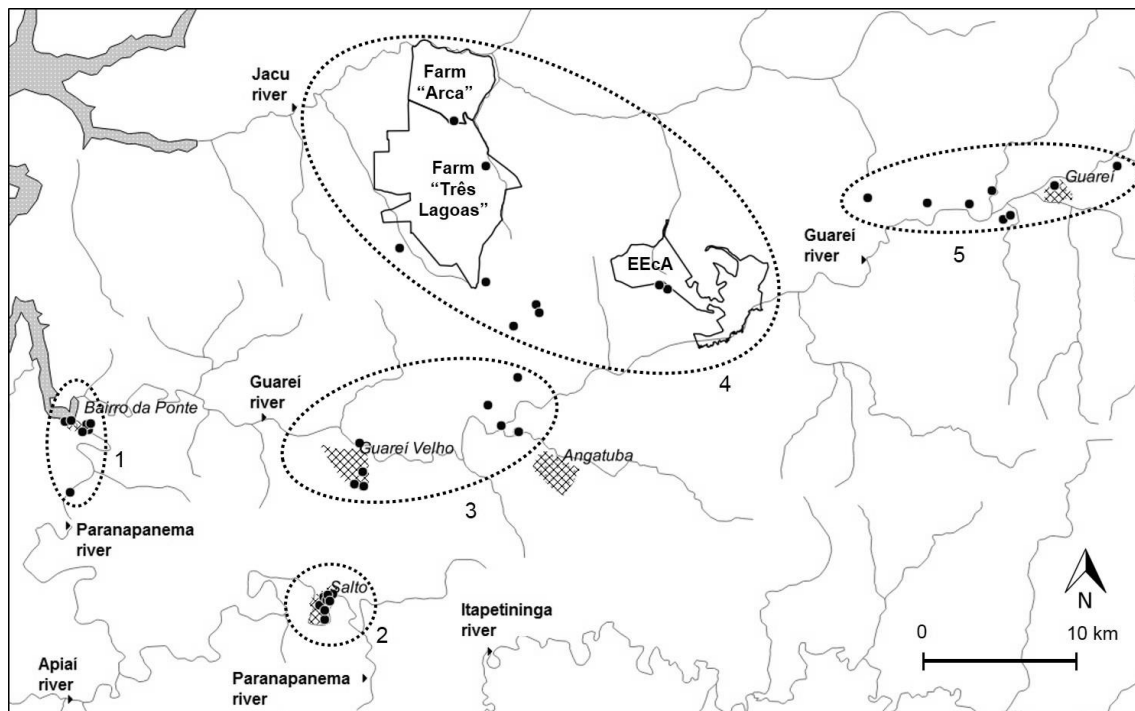 Farm
“Arca”
Jacu
river
Farm
“Três
Lagoas”
Guareí
EEcA
Guareí
river
5
4
Bairro da Ponte
Guareí
river
1
Guareí Velho
Angatuba
3
Paranapanema
river
Salto
2
Itapetininga
river
N
0
10 km
Apiaí
river
Paranapanema
river